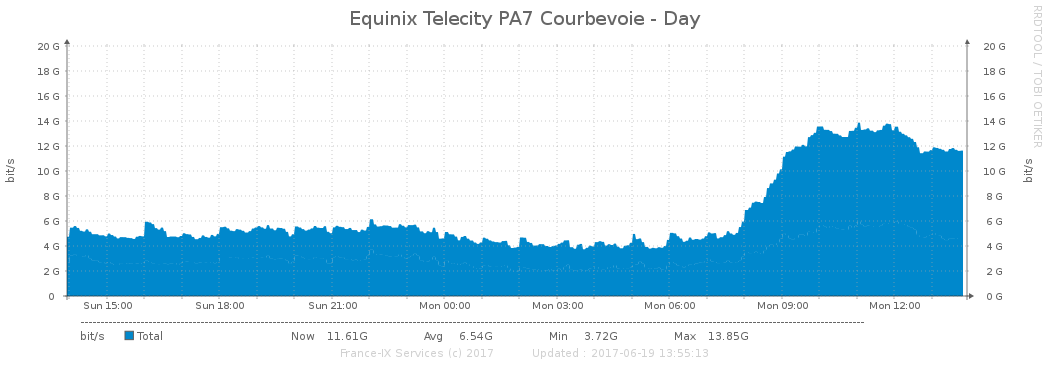 Equinix Telecity PA7 Courbevoie - Day
RRDTOOL / TOBI OETIKER
bit/s
20 G
18 G
16 G
14 G
12 G
10 G
8 G
6 G
4 G
2 G
0
20 G
18 G
16 G
14 G
12 G
10 G
8 G
6 G
4 G
2 G
0 G
bit/s
Sun 15:00 Sun 18:00 Sun 21:00 Mon 00:00 Mon 03:00 Mon 06:00 Mon 09:00 Mon 12:00
bit/s Total Now 11.61G Avg 6.54G Min 3.72G Max 13.85G
France-IX Services (c) 2017 Updated : 2017-06-19 13:55:13